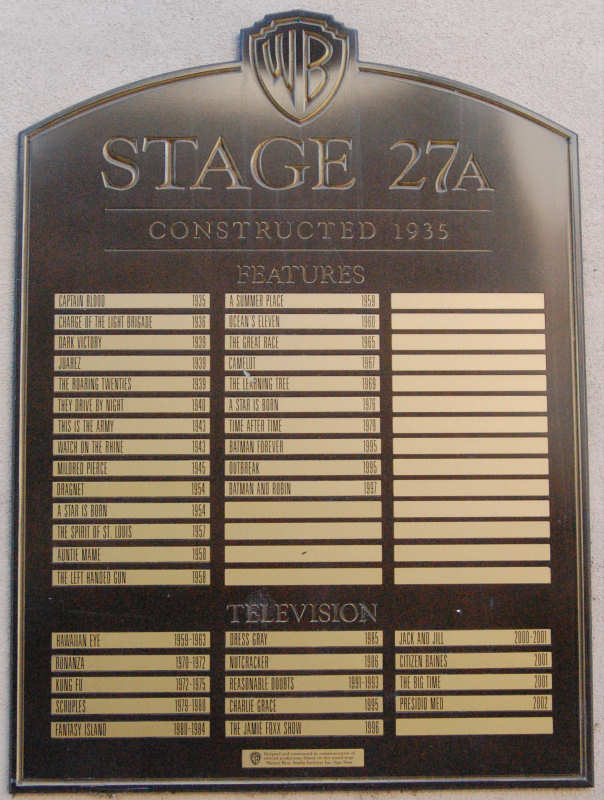 WB
STAGE 27A
CONSTRUCTED 1935
FEATURES
CAPTAIN BLOOD 1935
CHARGE OF THE LIGHT BRIGADE 1936
DARK VICTORY 1939
JUAREZ 1939
THE ROARING TWENTIES 1939
THEY DRIVE BY NIGHT 1940
THIS IS THE ARMY 1943
WATCH ON THE RHINE 1943
MILDRED PIERCE 1945
DRAGNET 1954
A STAR IS BORN 1954
THE SPIRIT OF ST. LOUIS 1957
AUNTIE MAME 1958
THE LEFT HANDED GUN 1958
A SUMMER PLACE 1959
OCEAN'S ELEVEN 1960
THE GREAT RACE 1965
CAMELOT 1967
THE LEARNING TREE 1969
A STAR IS BORN 1976
TIME AFTER TIME 1979
BATMAN FOREVER 1995
OUTBREAK 1995
BATMAN AND ROBIN 1997
TELEVISION
HAWAIIAN EYE 1959-1963
BONANZA 1970-1972
KUNG FU 1972-1975
SCRUPLES 1979-1980
FANTASY ISLAND 1980-1984
DRESS GRAY 1985
NUTCRACKER 1986
REASONABLE DOUBTS 1991-1993
CHARLIE GRACE 1995
THE JAMIE FOXX SHOW 1996
JACK AND JILL 2000-2001
CITIZEN BAINES 2001
THE BIG TIME 2001
PRESIDIO MED 2002